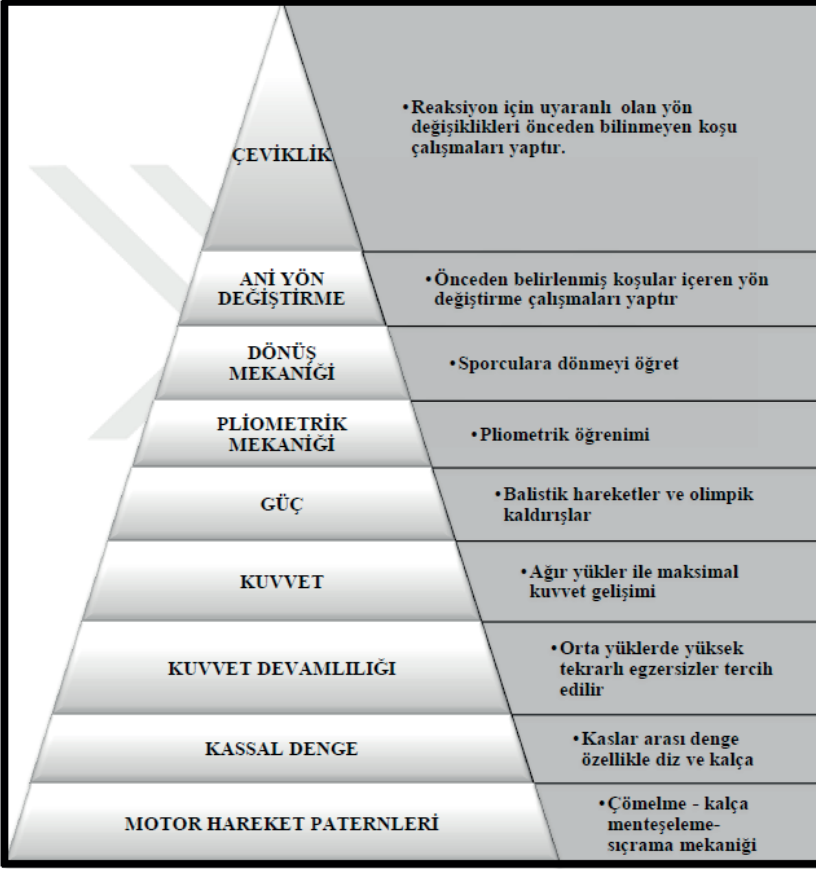 ÇEVİKLİK
•Reaksiyon için uyaranlı olan yön
değişiklikleri önceden bilinmeyen koşu
çalışmaları yaptır.
ANİ YÖN
DEĞİŞTİRME
•Önceden belirlenmiş koşular içeren yön
değiştirme çalışmaları yaptır
DÖNÜŞ
MEKANİĞİ
•Sporculara dönmeyi öğret
PLİOMETRİK
MEKANİĞİ
•Pliometrik öğrenimi
GÜÇ
•Balistik hareketler ve olimpik
kaldırışlar
KUVVET
•Ağır yükler ile maksimal
kuvvet gelişimi
KUVVET DEVAMLILIĞI
•Orta yüklerde yüksek
tekrarlı egzersizler tercih
edilir
KASSAL DENGE
•Kaslar arası denge
özellikle diz ve kalça
MOTOR HAREKET PATERNLERİ
•Çömelme - kalça
menteşeleme-
sıçrama mekaniği